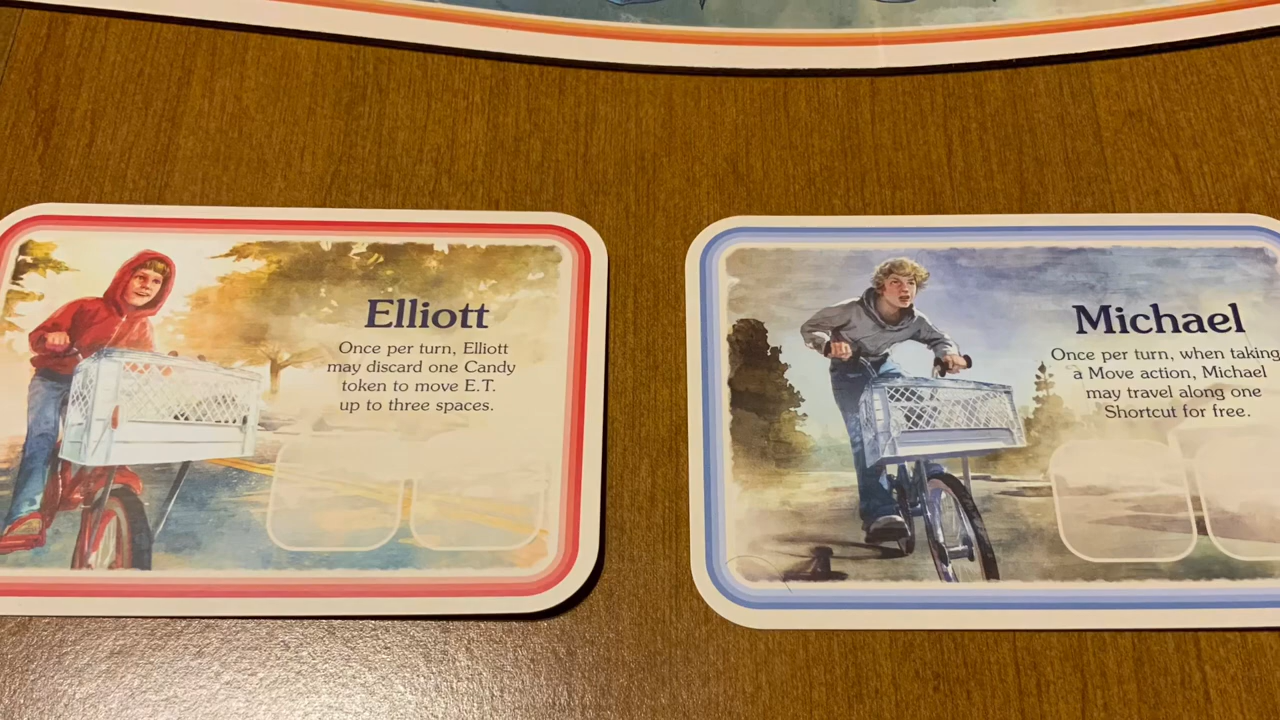 Elliott
Once per turn, Elliott
may discard one Candy
token to move E.T.
up to three spaces.
Michael
Once per turn, when taking
a Move action, Michael
may travel along one
Shortcut for free.